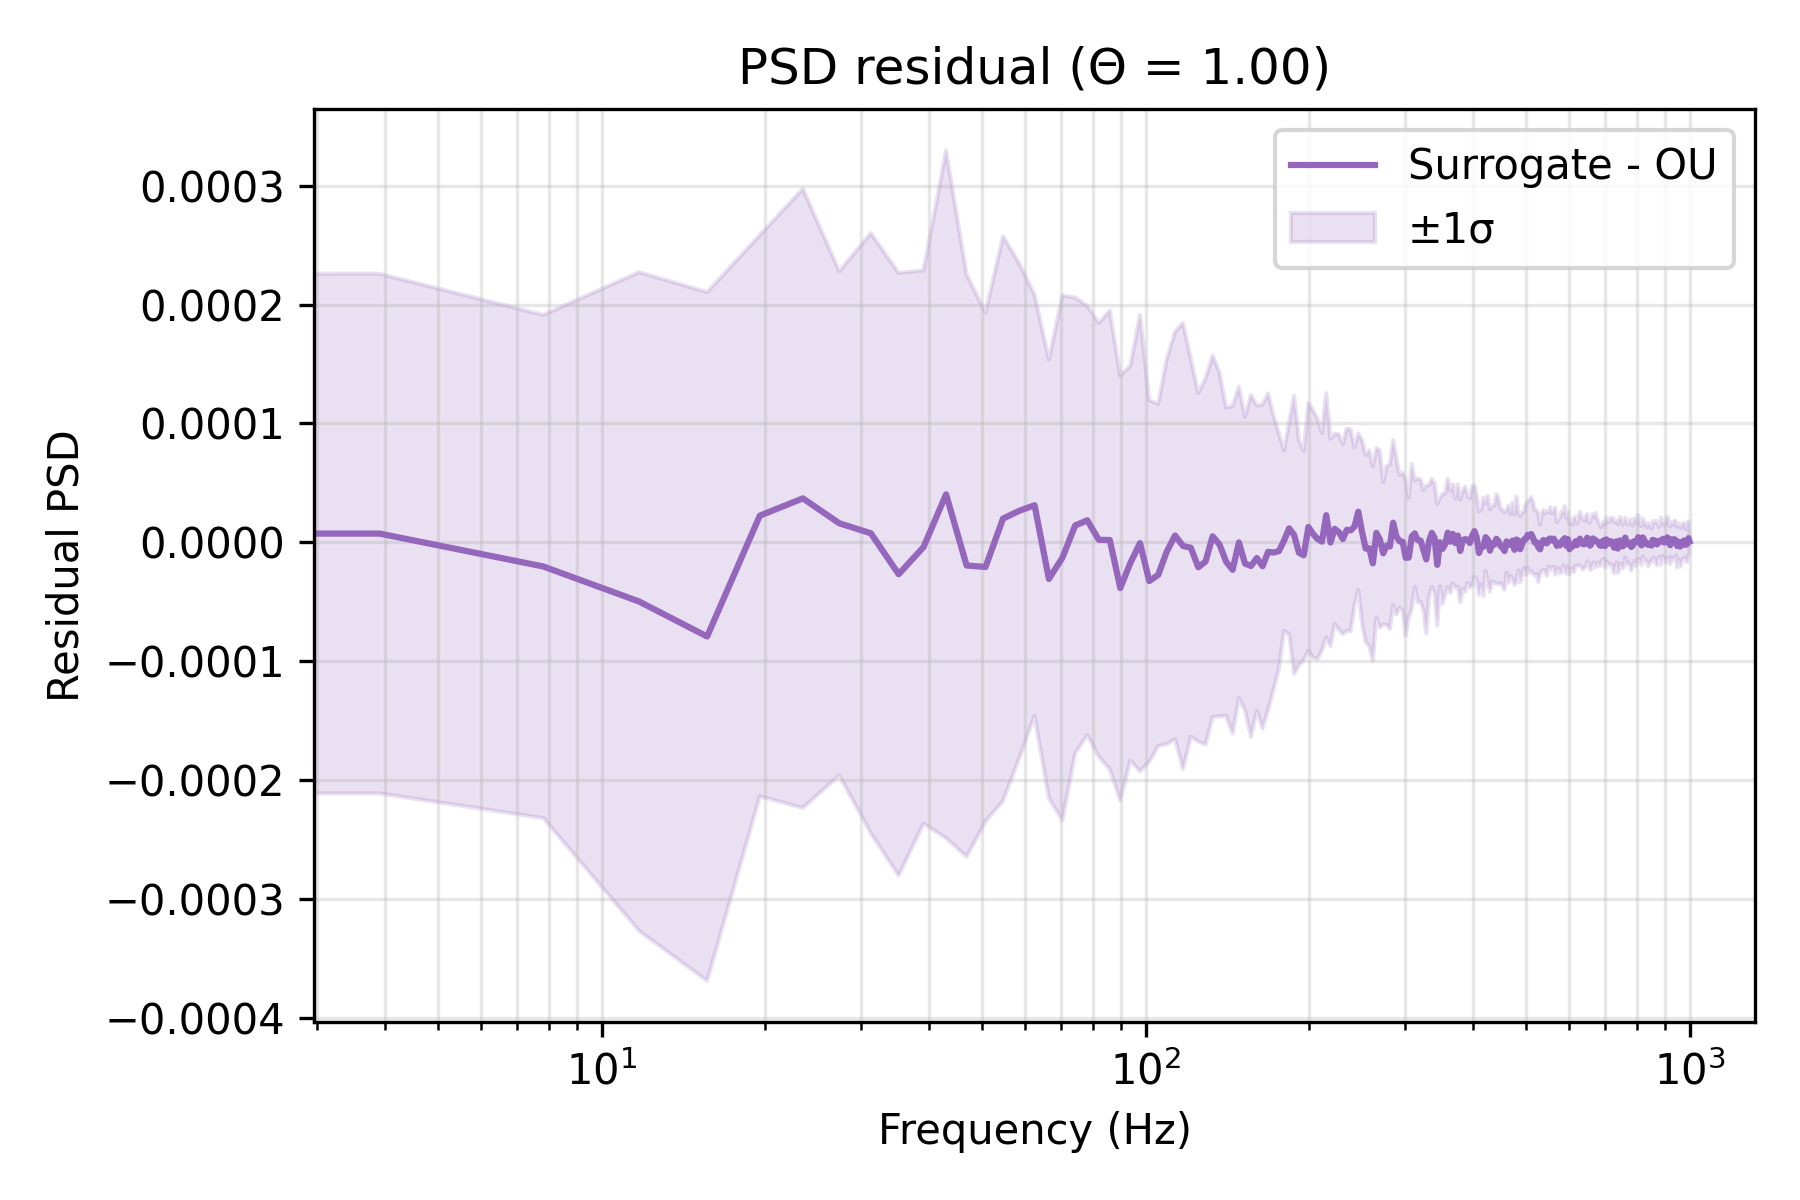 PSD residual (Θ = 1.00)
Surrogate - OU
±1σ
Residual PSD
0.0003
0.0002
0.0001
0.0000
−0.0001
−0.0002
−0.0003
−0.0004
10¹ 10² 10³
Frequency (Hz)